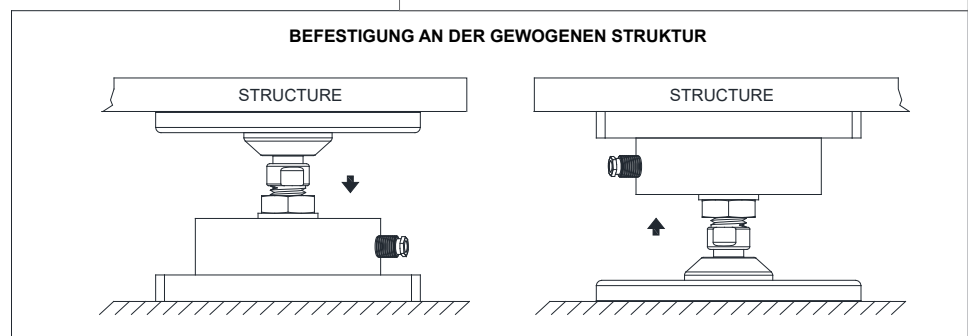 BEFESTIGUNG AN DER GEWOGENEN STRUKTUR
STRUCTURE STRUCTURE